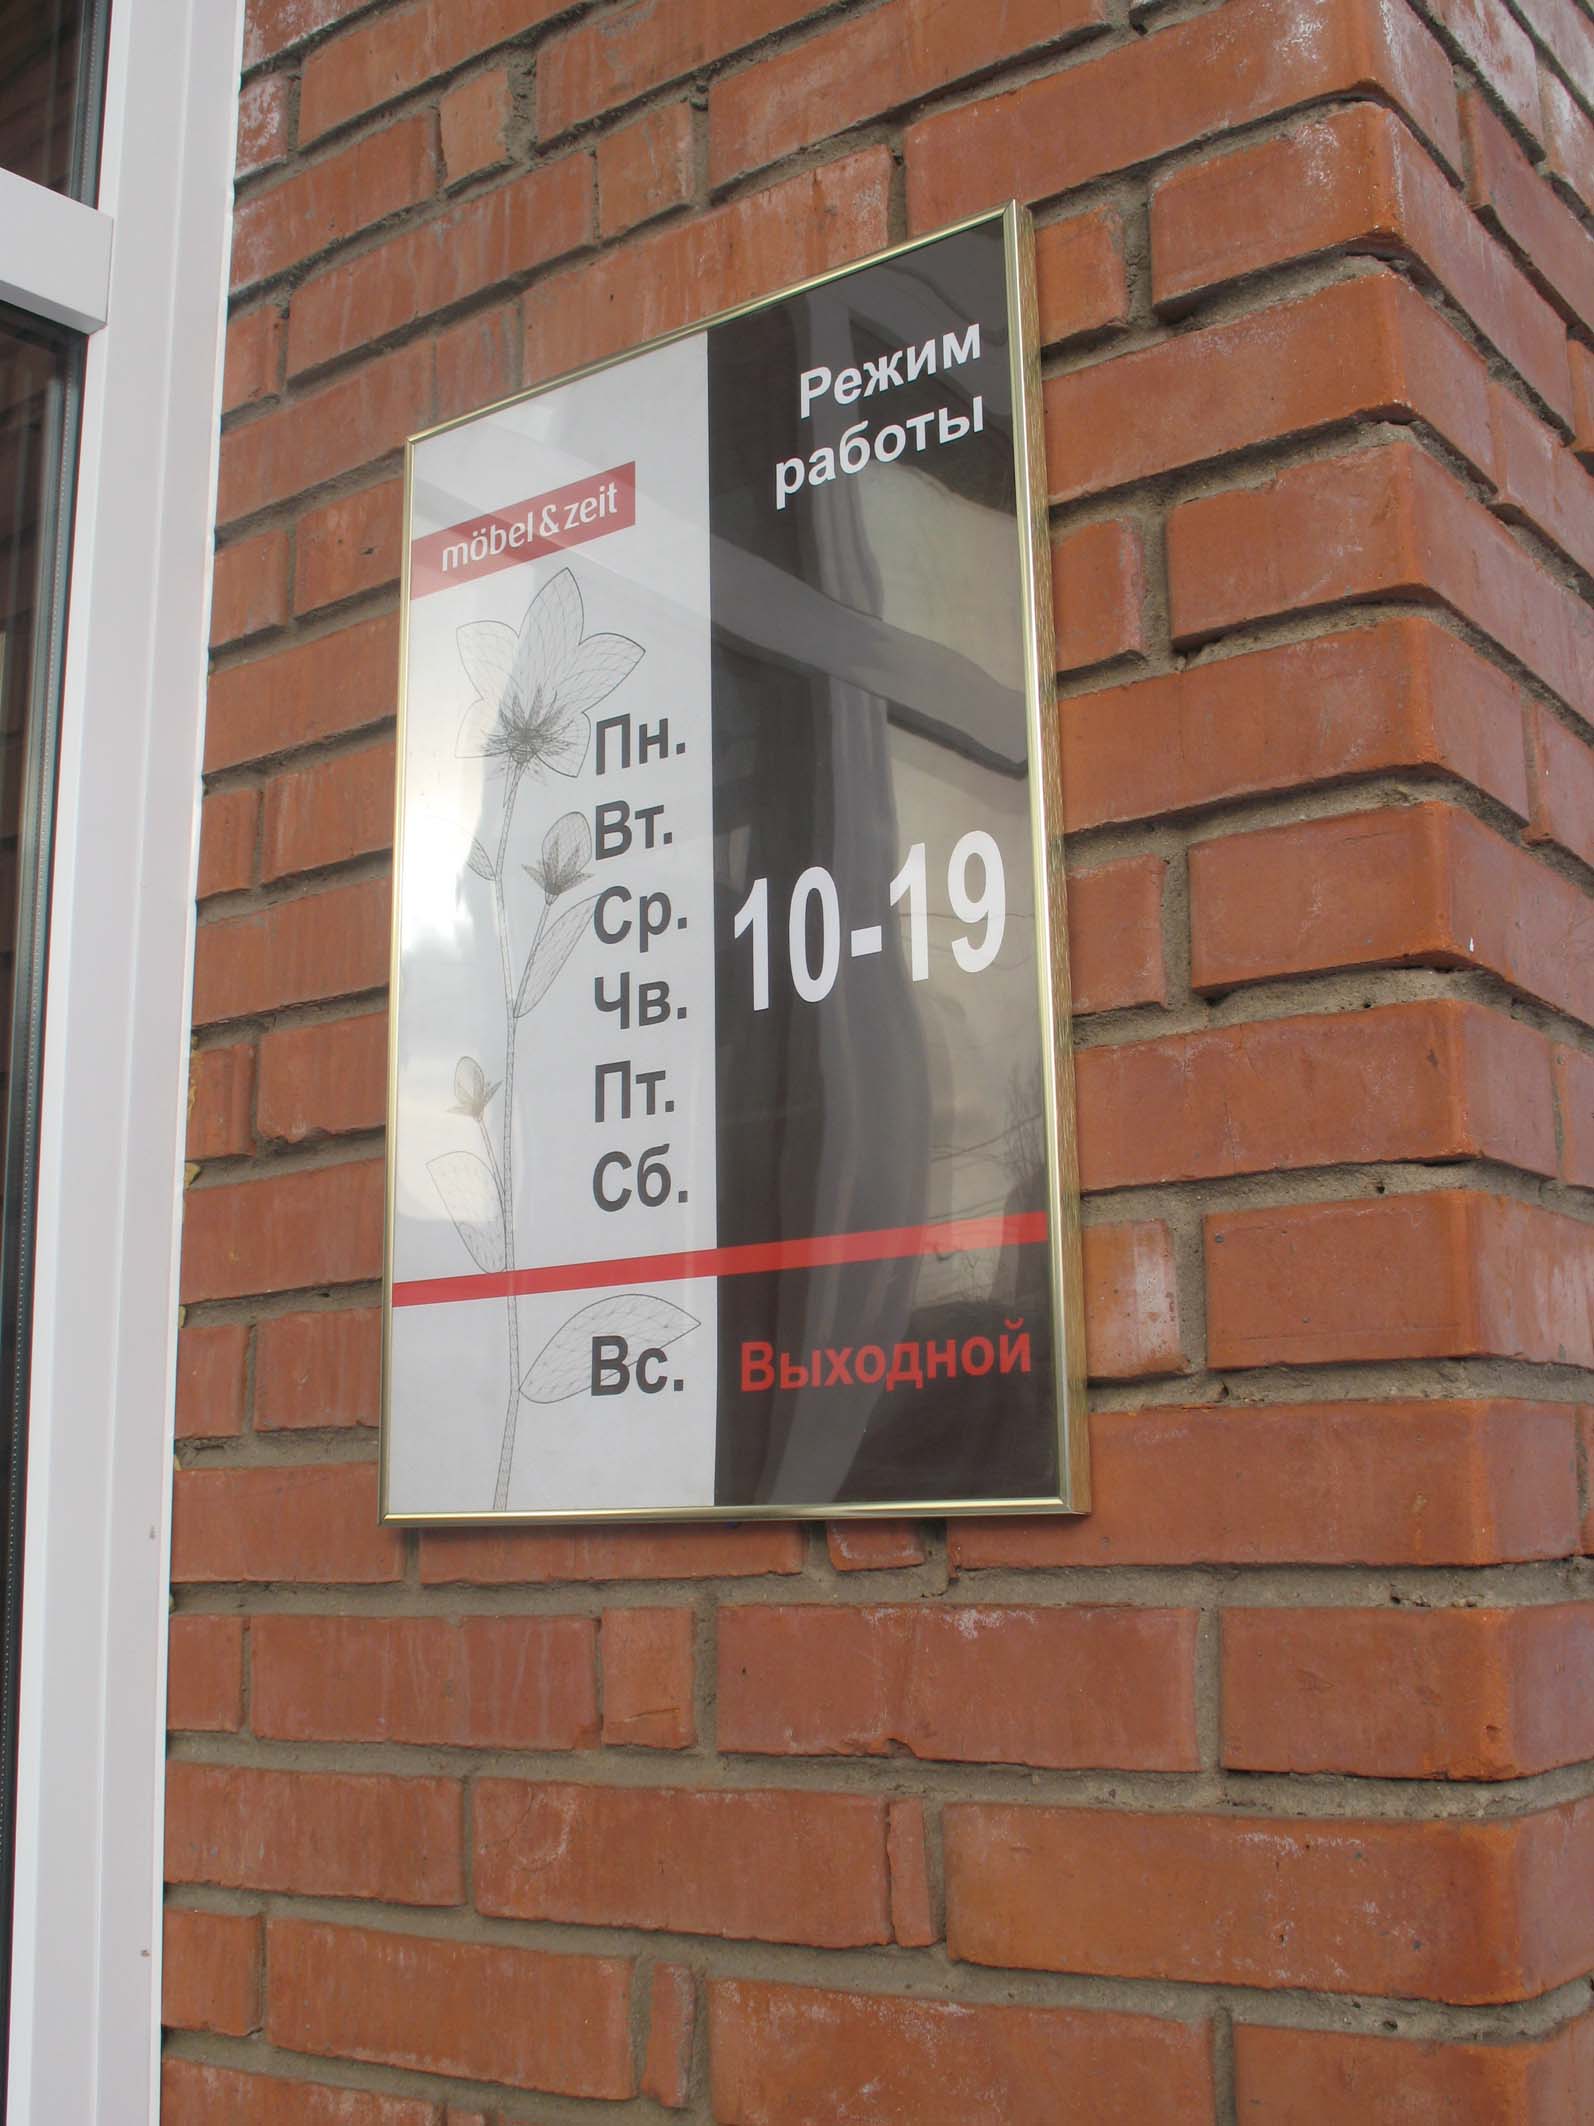 möbel & zeit
Режим
работы
Пн.
Вт.
Ср.
Чв.
Пт.
Сб.
10-19
Вс. Выходной